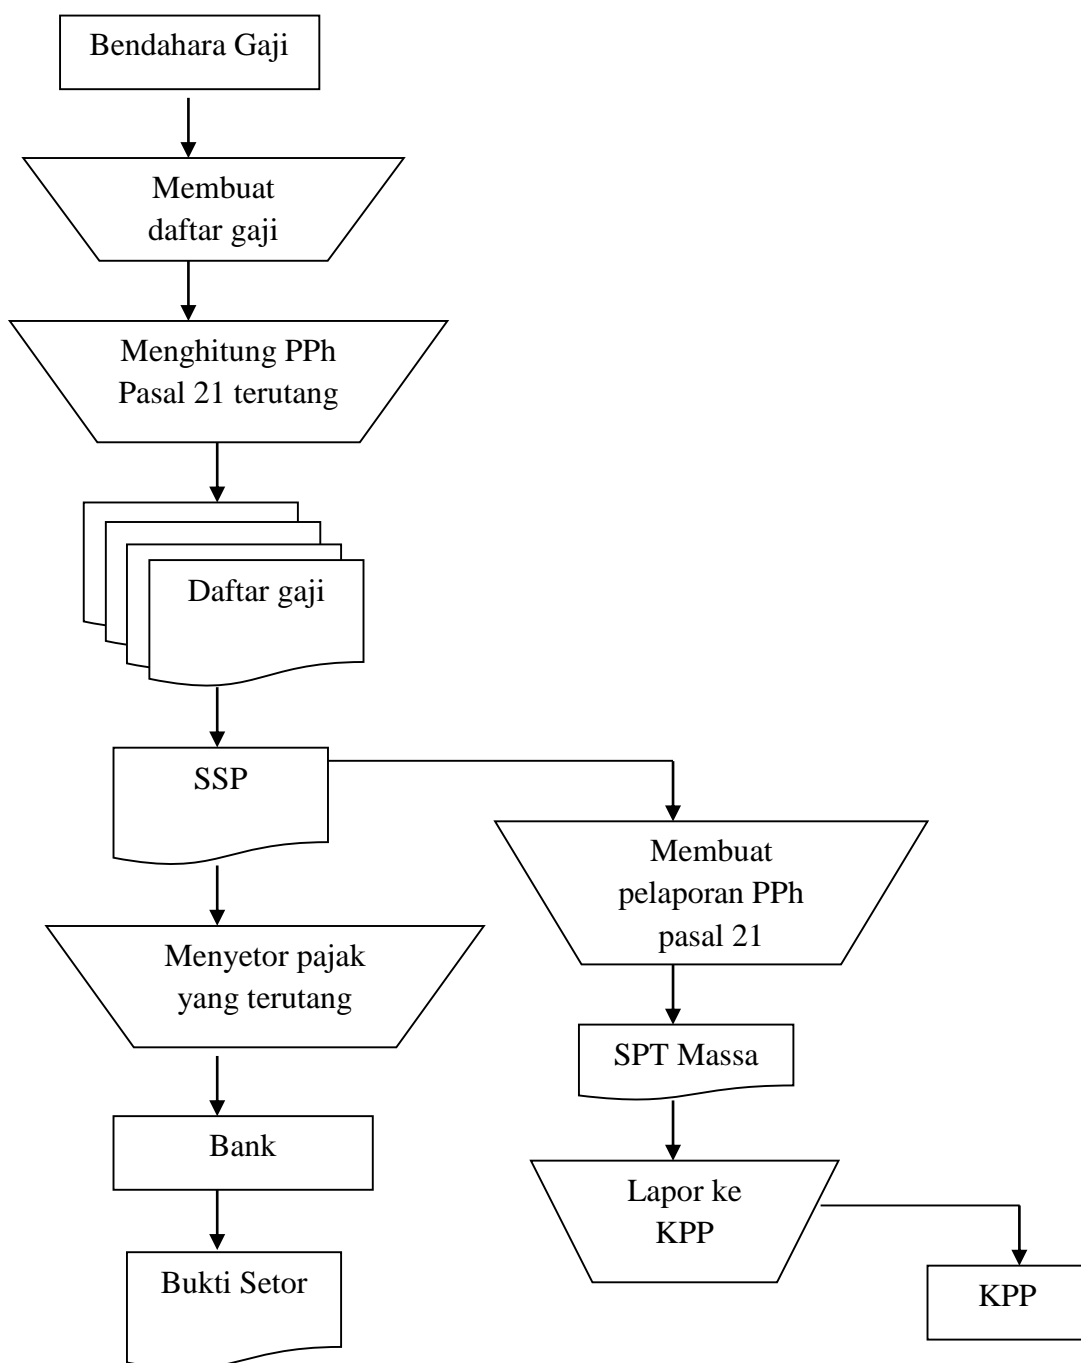 Bendahara Gaji
Membuat
daftar gaji
Menghitung PPh
Pasal 21 terutang
Daftar gaji
SSP
Membuat
pelaporan PPh
pasal 21
Menyetor pajak
yang terutang
SPT Massa
Bank
Lapor ke
KPP
Bukti Setor
KPP